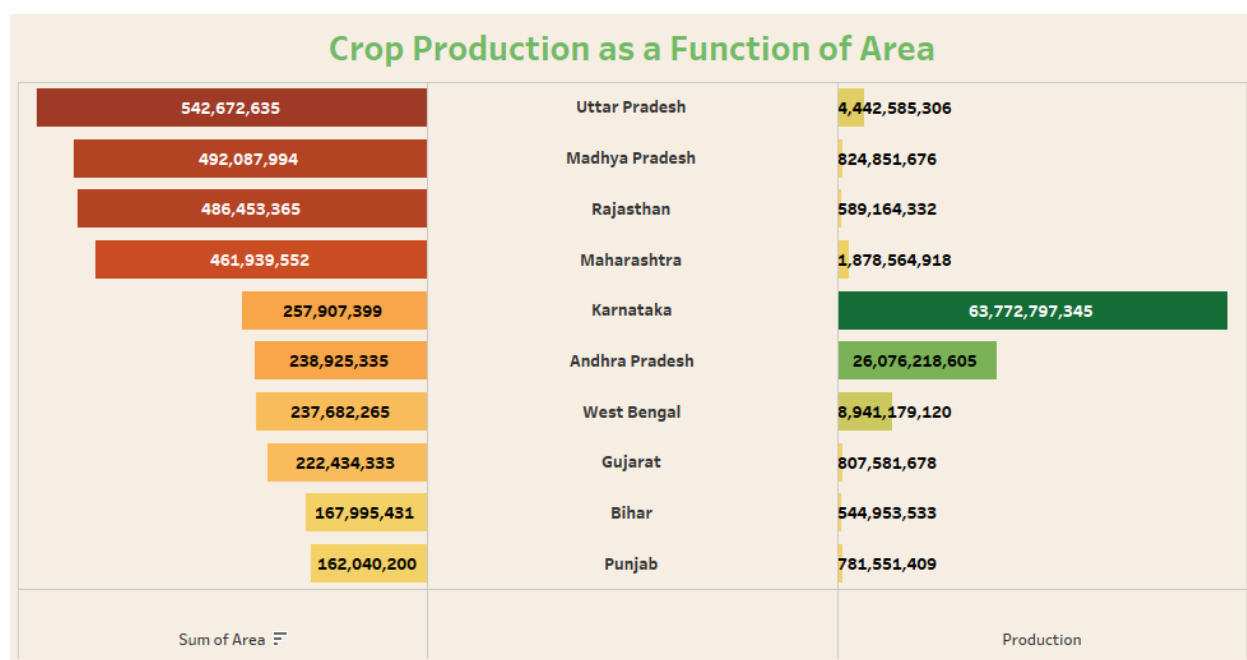 Crop Production as a Function of Area
542,672,635 Uttar Pradesh 4,442,585,306
492,087,994 Madhya Pradesh 824,851,676
486,453,365 Rajasthan 589,164,332
461,939,552 Maharashtra 1,878,564,918
257,907,399 Karnataka 63,772,797,345
238,925,335 Andhra Pradesh 26,076,218,605
237,682,265 West Bengal 8,941,179,120
222,434,333 Gujarat 807,581,678
167,995,431 Bihar 544,953,533
162,040,200 Punjab 781,551,409
Sum of Area Production